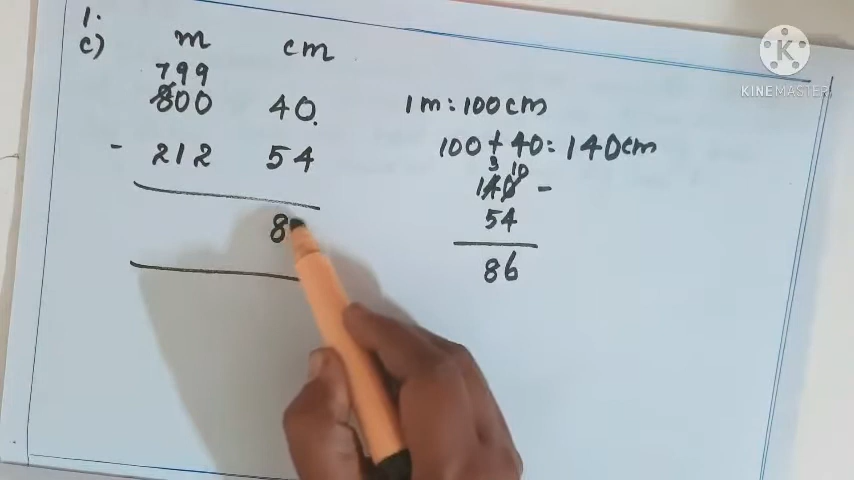 1.
c) m cm
799
800 40.
- 212 54
8
1m = 100cm
100 + 40 = 140cm
3 10
140 -
54
86
K
KINEMASTER